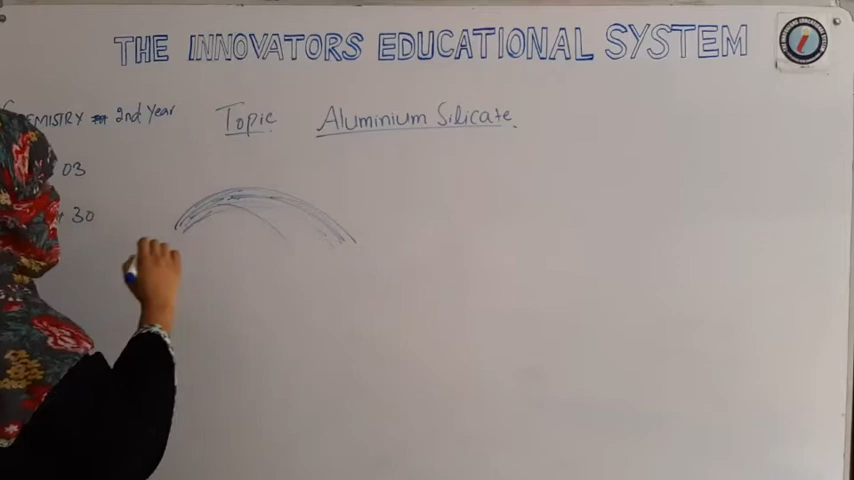 THE INNOVATORS EDUCATIONAL SYSTEM
CHEMISTRY 2nd Year
Topic Aluminium Silicate.
03
30